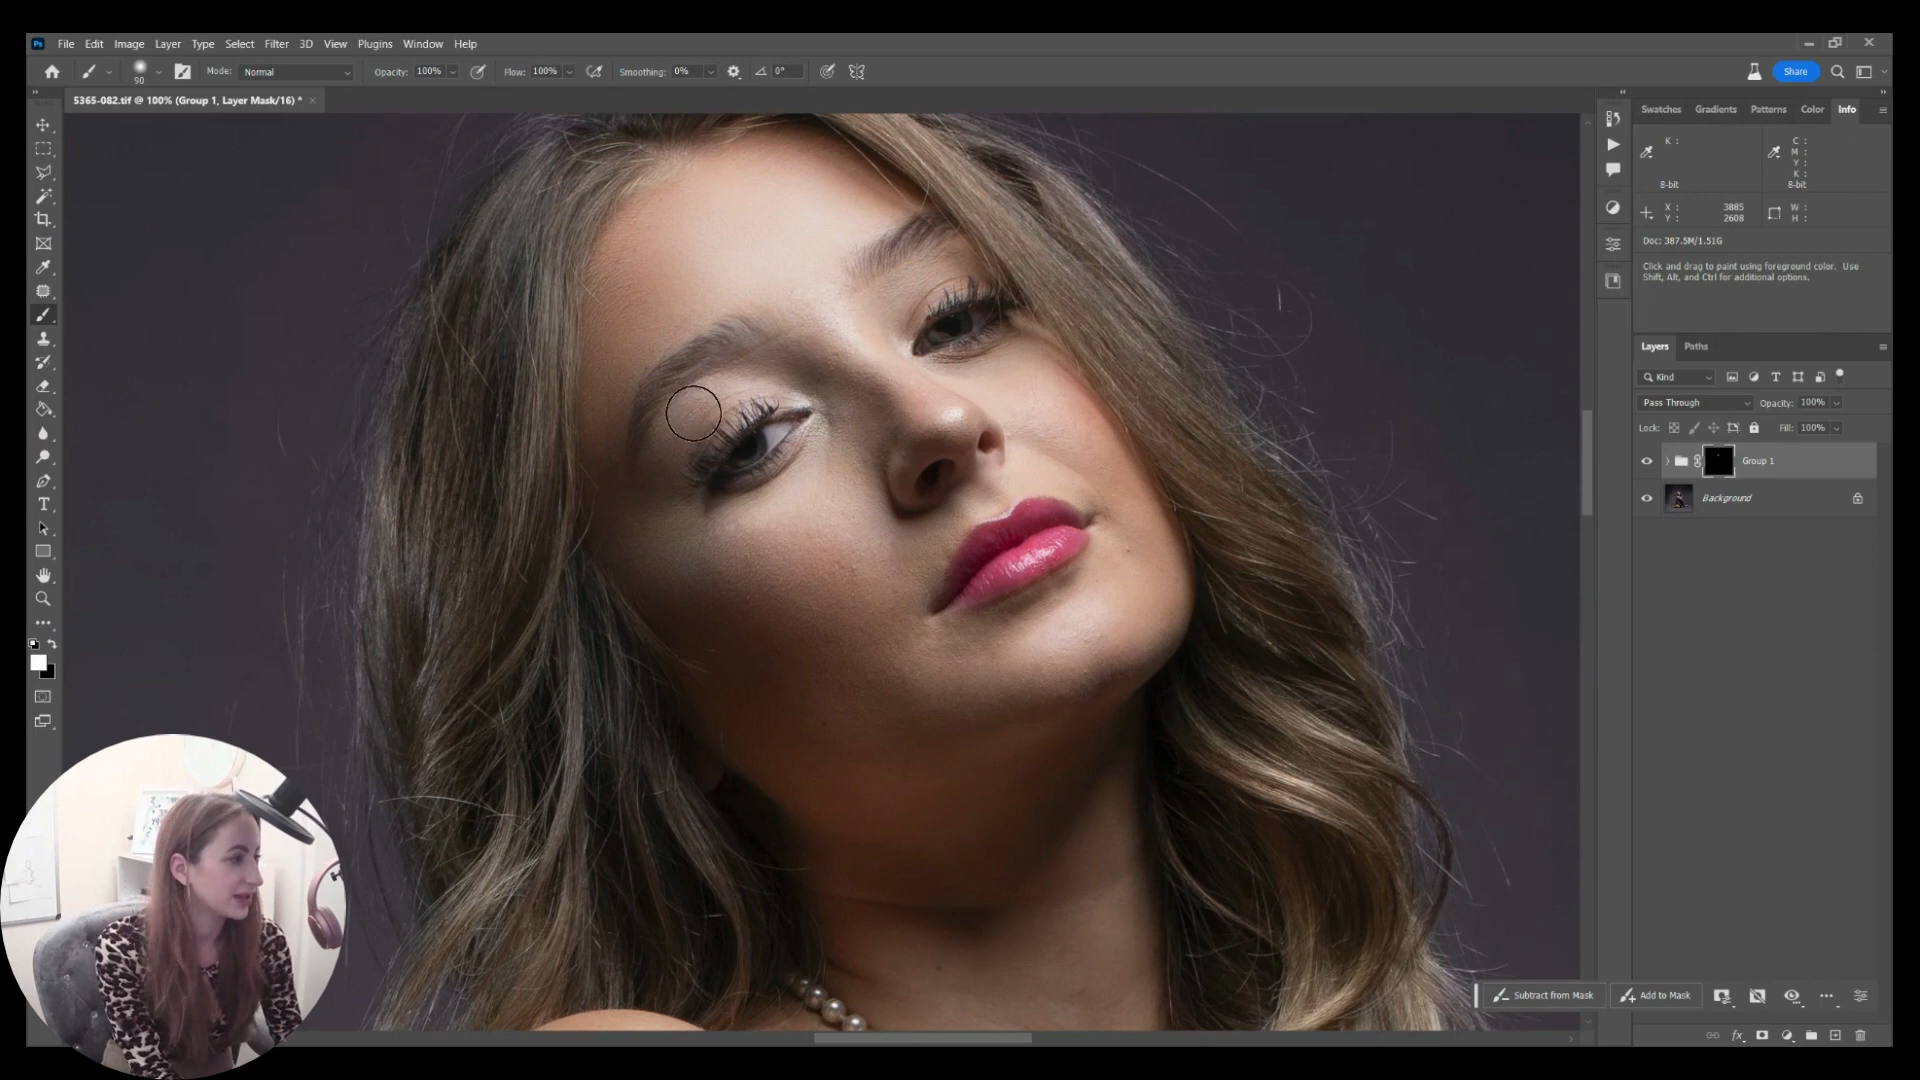 Ps File Edit Image Layer Type Select Filter 3D View Plugins Window Help
90 Mode: Normal Opacity: 100% Flow: 100% Smoothing: 0% 0° Share
5365-082.tif @ 100% (Group 1, Layer Mask/16) *
Swatches Gradients Patterns Color Info
K :
C :
M :
Y :
K :
8-bit 8-bit
X : 3885 W :
Y : 2608 H :
Doc: 387.5M/1.51G
Click and drag to paint using foreground color. Use
Shift, Alt, and Ctrl for additional options.
Layers Paths
Kind
Pass Through Opacity: 100%
Lock: Fill: 100%
Group 1
Background
Subtract from Mask Add to Mask
fx